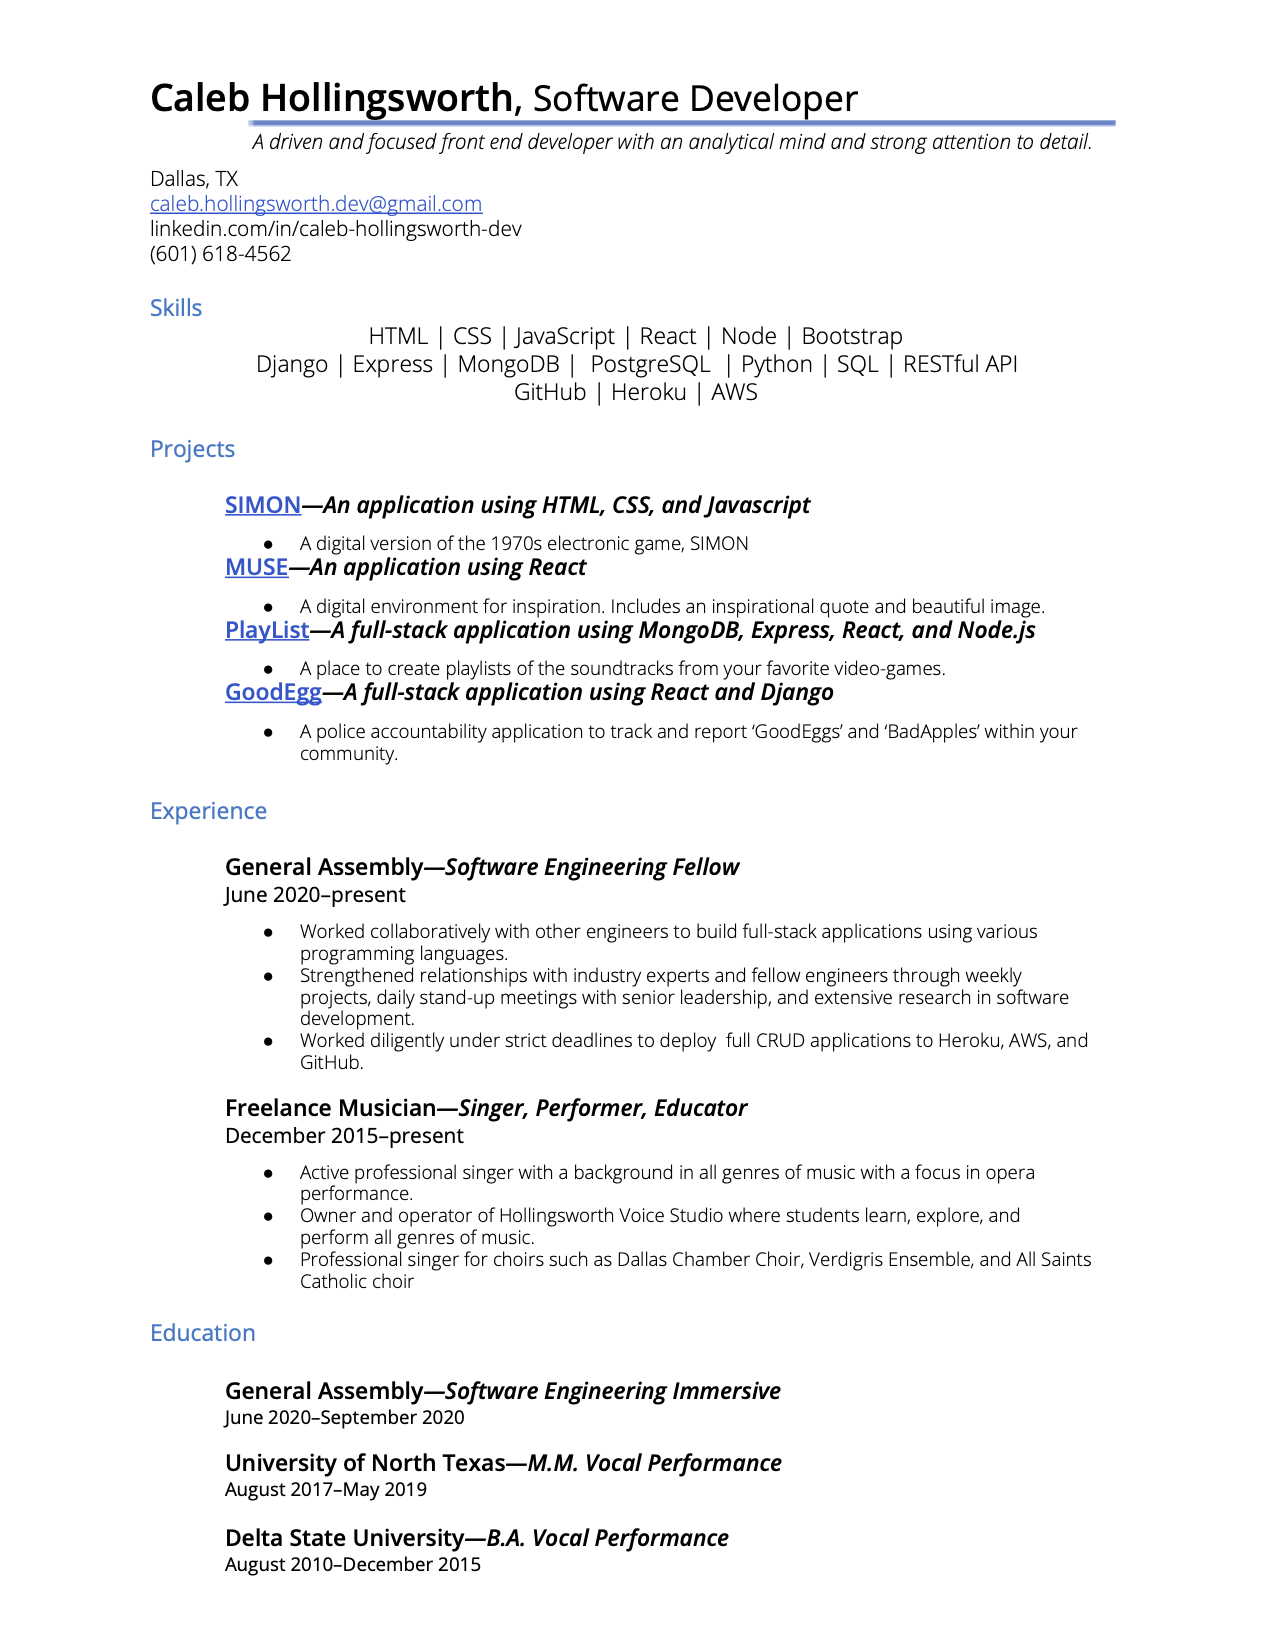 Caleb Hollingsworth, Software Developer
A driven and focused front end developer with an analytical mind and strong attention to detail.
Dallas, TX
caleb.hollingsworth.dev@gmail.com
linkedin.com/in/caleb-hollingsworth-dev
(601) 618-4562
Skills
HTML | CSS | JavaScript | React | Node | Bootstrap
Django | Express | MongoDB |  PostgreSQL  | Python | SQL | RESTful API
GitHub | Heroku | AWS
Projects
SIMON—An application using HTML, CSS, and Javascript
● A digital version of the 1970s electronic game, SIMON
MUSE—An application using React
● A digital environment for inspiration. Includes an inspirational quote and beautiful image.
PlayList—A full-stack application using MongoDB, Express, React, and Node.js
● A place to create playlists of the soundtracks from your favorite video-games.
GoodEgg—A full-stack application using React and Django
● A police accountability application to track and report ‘GoodEggs’ and ‘BadApples’ within your
community.
Experience
General Assembly—Software Engineering Fellow
June 2020–present
● Worked collaboratively with other engineers to build full-stack applications using various
programming languages.
● Strengthened relationships with industry experts and fellow engineers through weekly
projects, daily stand-up meetings with senior leadership, and extensive research in software
development.
● Worked diligently under strict deadlines to deploy  full CRUD applications to Heroku, AWS, and
GitHub.
Freelance Musician—Singer, Performer, Educator
December 2015–present
● Active professional singer with a background in all genres of music with a focus in opera
performance.
● Owner and operator of Hollingsworth Voice Studio where students learn, explore, and
perform all genres of music.
● Professional singer for choirs such as Dallas Chamber Choir, Verdigris Ensemble, and All Saints
Catholic choir
Education
General Assembly—Software Engineering Immersive
June 2020–September 2020
University of North Texas—M.M. Vocal Performance
August 2017–May 2019
Delta State University—B.A. Vocal Performance
August 2010–December 2015